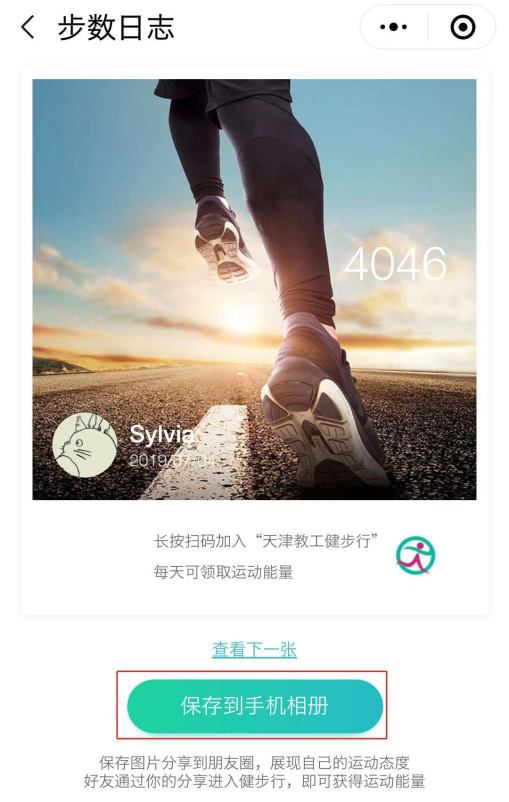 步数日志
4046
Sylvia
长按扫码加入“天津教工健步行”
每天可领取运动能量
查看下一张
保存到手机相册
保存图片分享到朋友圈，展现自己的运动态度
好友通过你的分享进入健步行，即可获得运动能量